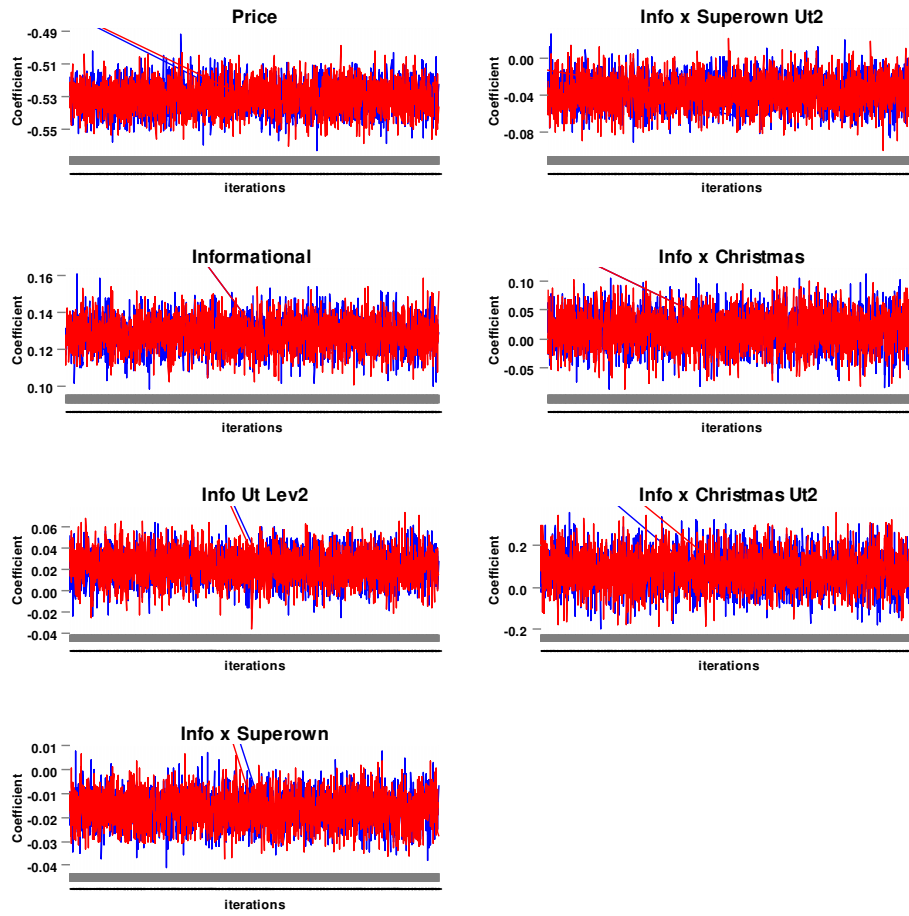 Price
-0.49
-0.51
-0.53
-0.55
Coefficient
iterations
Info x Superown Ut2
0.00
-0.04
-0.08
Coefficient
iterations
Informational
0.16
0.14
0.12
0.10
Coefficient
iterations
Info x Christmas
0.10
0.05
0.00
-0.05
Coefficient
iterations
Info Ut Lev2
0.06
0.04
0.02
0.00
-0.02
-0.04
Coefficient
iterations
Info x Christmas Ut2
0.2
0.0
-0.2
Coefficient
iterations
Info x Superown
0.01
0.00
-0.01
-0.02
-0.03
-0.04
Coefficient
iterations